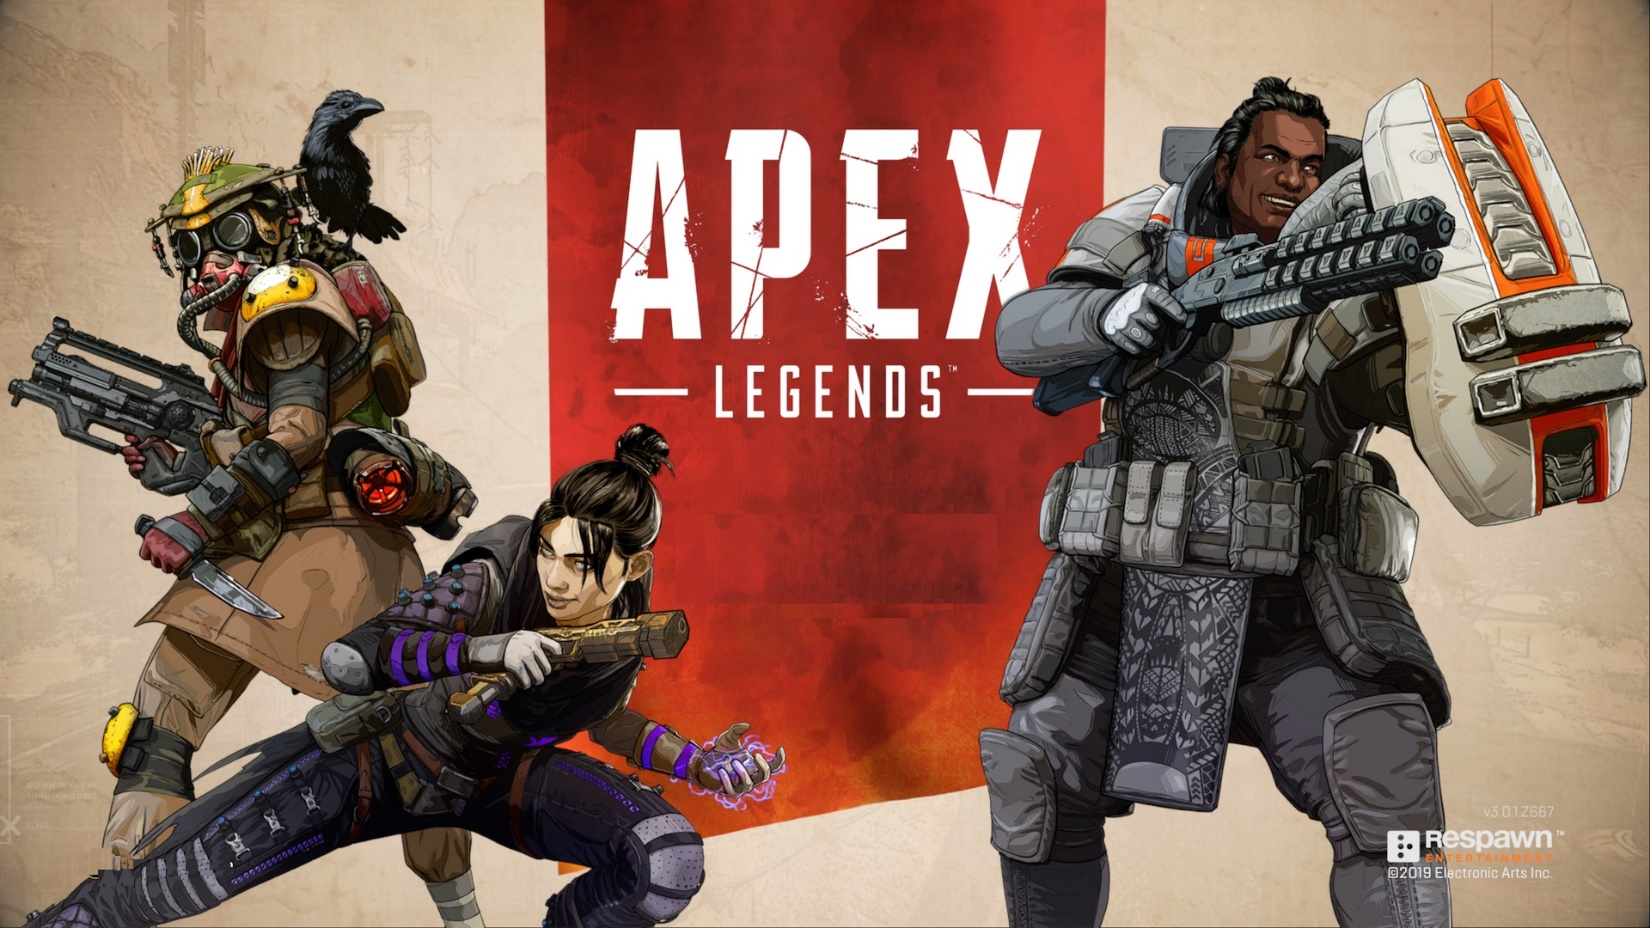 APEX
LEGENDS™
v3.0.1.Z667
Respawn™
ENTERTAINMENT
©2019 Electronic Arts Inc.